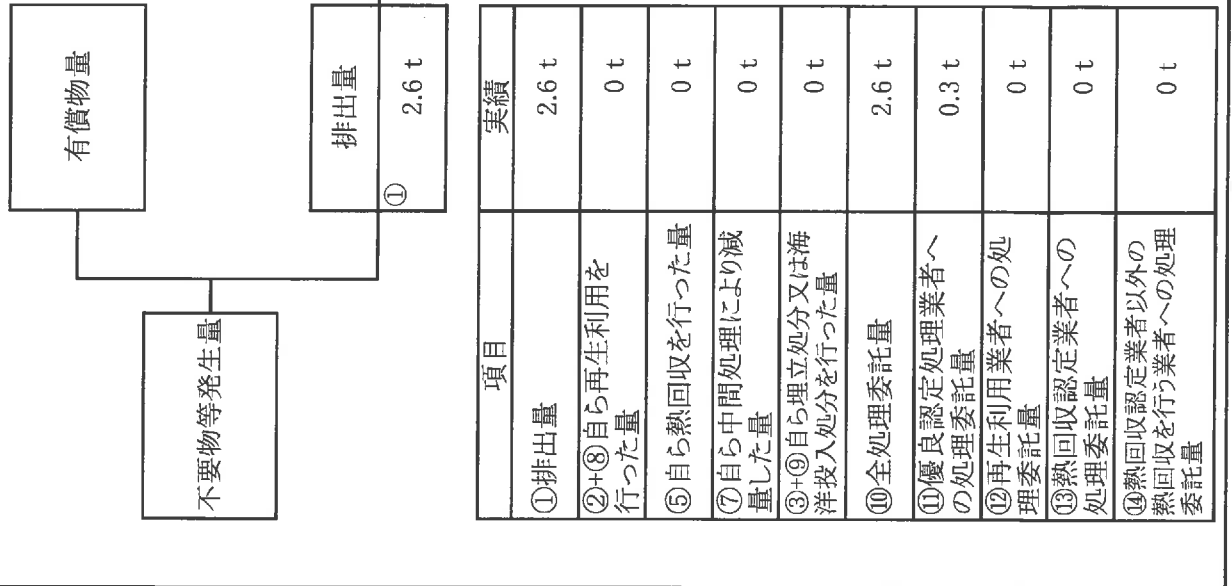 有償物量
不要物等発生量
排出量
①
2.6 t
項目
実績
①排出量
2.6 t
②+⑧自ら再生利用を
行った量
0 t
⑤自ら熱回収を行った量
0 t
⑦自ら中間処理により減
量した量
0 t
③+⑨自ら埋立処分又は海
洋投入処分を行った量
0 t
⑩全処理委託量
2.6 t
⑪優良認定処理業者へ
の処理委託量
0.3 t
⑫再生利用業者への処
理委託量
0 t
⑬熱回収認定業者への
処理委託量
0 t
⑭熱回収認定業者以外の
熱回収を行う業者への処理
委託量
0 t